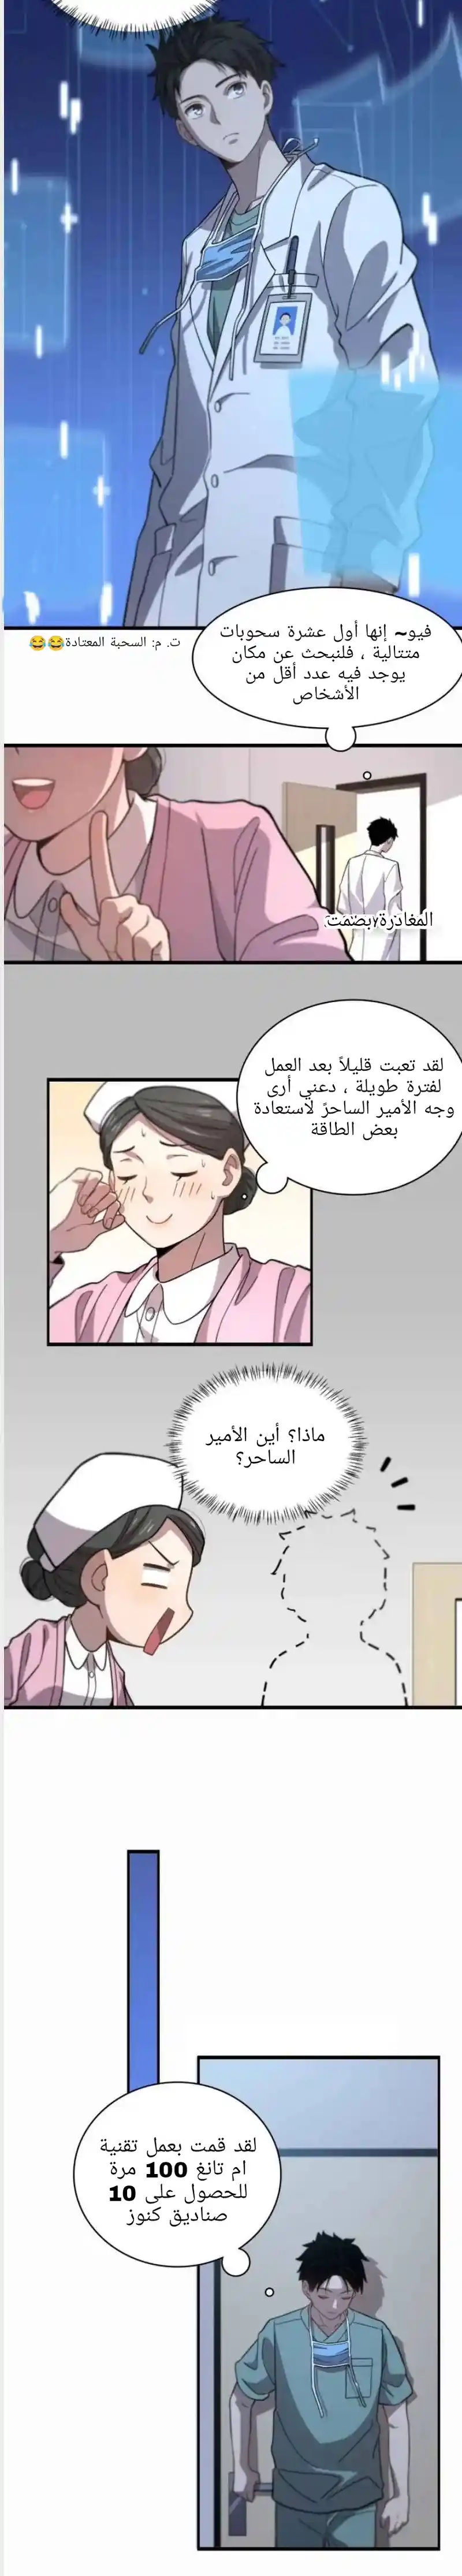 فيو~ إنها أول عشرة سحوبات
متتالية ، فلنبحث عن مكان
يوجد فيه عدد أقل من
الأشخاص
ت. م: السحبة المعتادة😂😂
المغادرة بصمت
لقد تعبت قليلاً بعد العمل
لفترة طويلة ، دعني أرى
وجه الأمير الساحرً لاستعادة
بعض الطاقة
ماذا؟ أين الأمير
الساحر؟
لقد قمت بعمل تقنية
ام تانغ 100 مرة
للحصول على 10
صناديق كنوز